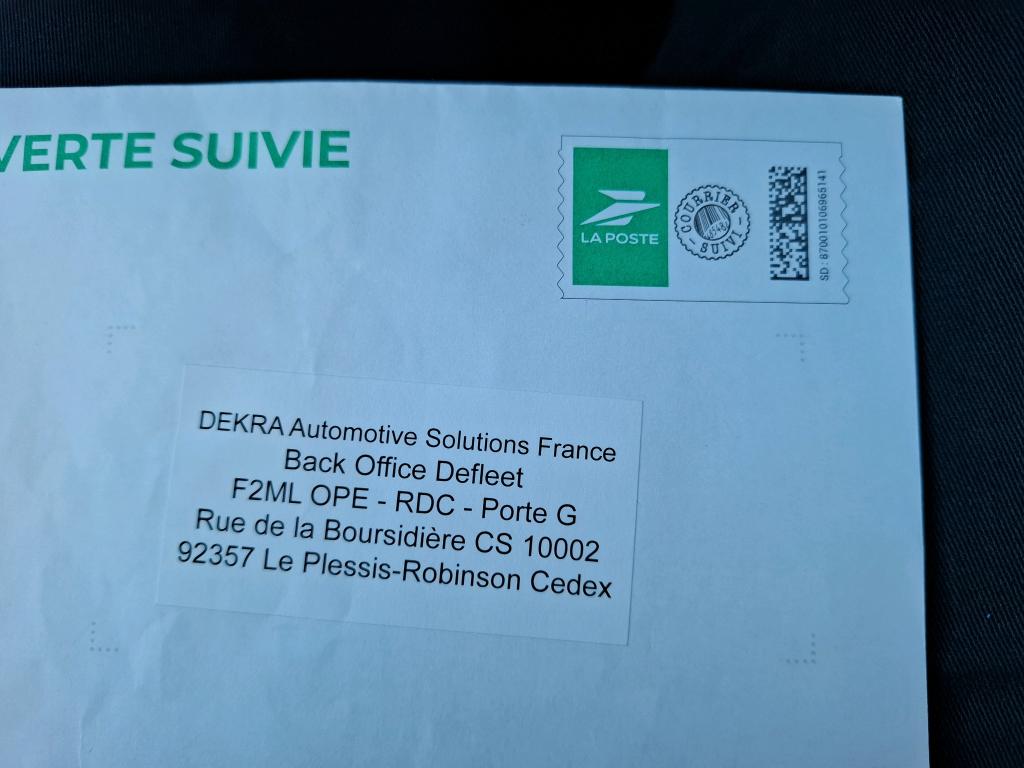 VERTE SUIVIE
LA POSTE
COURRIER
SUIVI
SD : 870010106965141
DEKRA Automotive Solutions France
Back Office Defleet
F2ML OPE - RDC - Porte G
Rue de la Boursidière CS 10002
92357 Le Plessis-Robinson Cedex